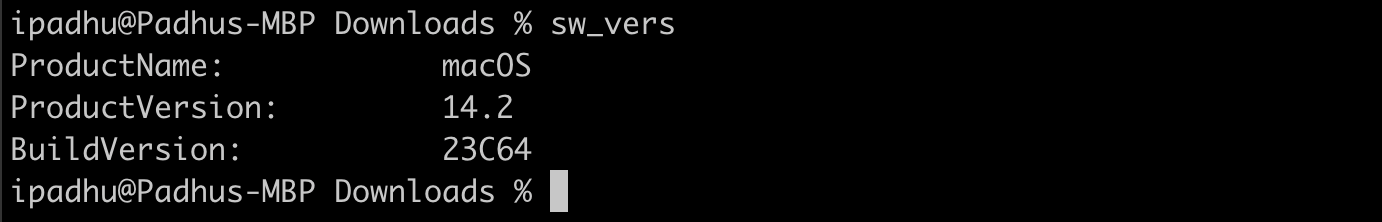 ipadhu@Padhus-MBP Downloads % sw_vers
ProductName: macOS
ProductVersion: 14.2
BuildVersion: 23C64
ipadhu@Padhus-MBP Downloads %